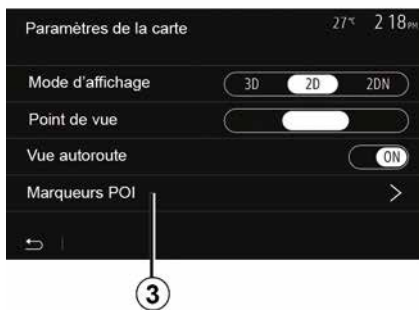 Paramètres de la carte 27°C 2 18 PM
Mode d'affichage 3D 2D 2DN
Point de vue
Vue autoroute ON
Marqueurs POI >
3